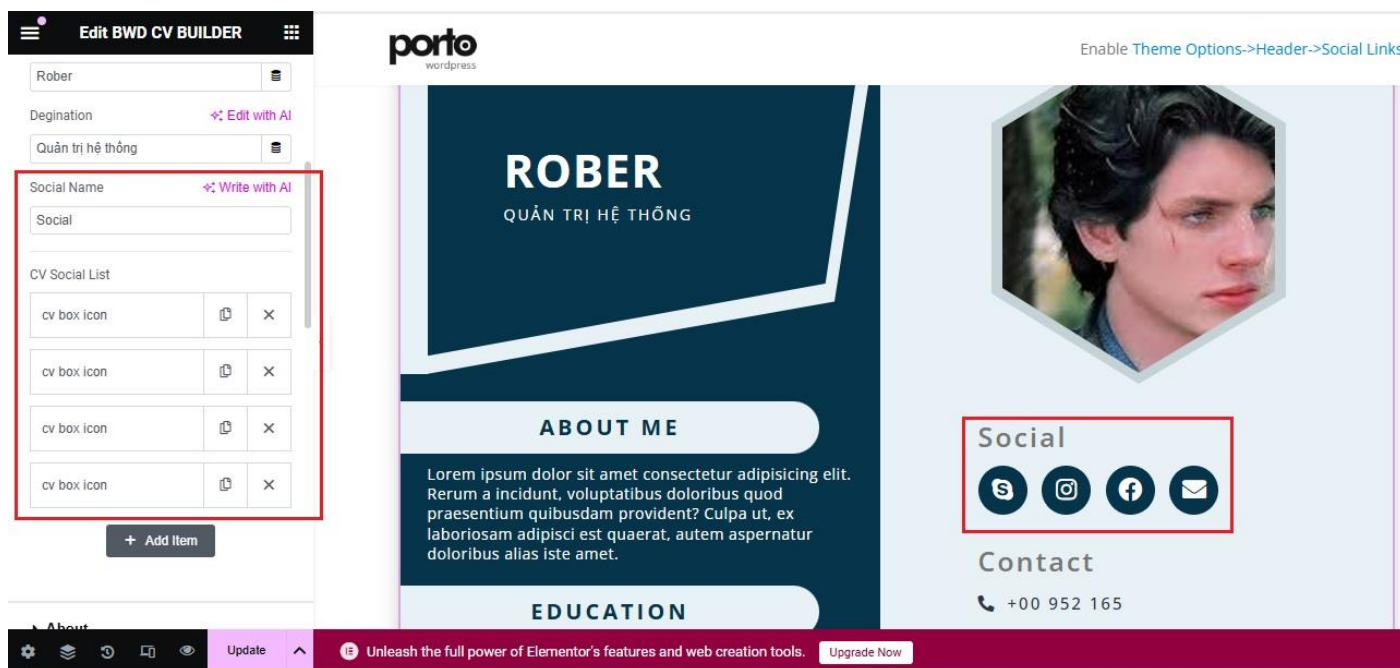 Edit BWD CV BUILDER
Rober
Degination
Edit with AI
Quản trị hệ thống
Social Name
Write with AI
Social
CV Social List
cv box icon
cv box icon
cv box icon
cv box icon
+ Add Item
About
Update
porto
wordpress
Enable Theme Options->Header->Social Links
ROBER
QUẢN TRỊ HỆ THỐNG
ABOUT ME
Lorem ipsum dolor sit amet consectetur adipisicing elit.
Rerum a incidunt, voluptatibus doloribus quod
praesentium quibusdam provident? Culpa ut, ex
laboriosam adipisci est quaerat, autem aspernatur
doloribus alias iste amet.
EDUCATION
Social
Contact
+00 952 165
Unleash the full power of Elementor's features and web creation tools.
Upgrade Now